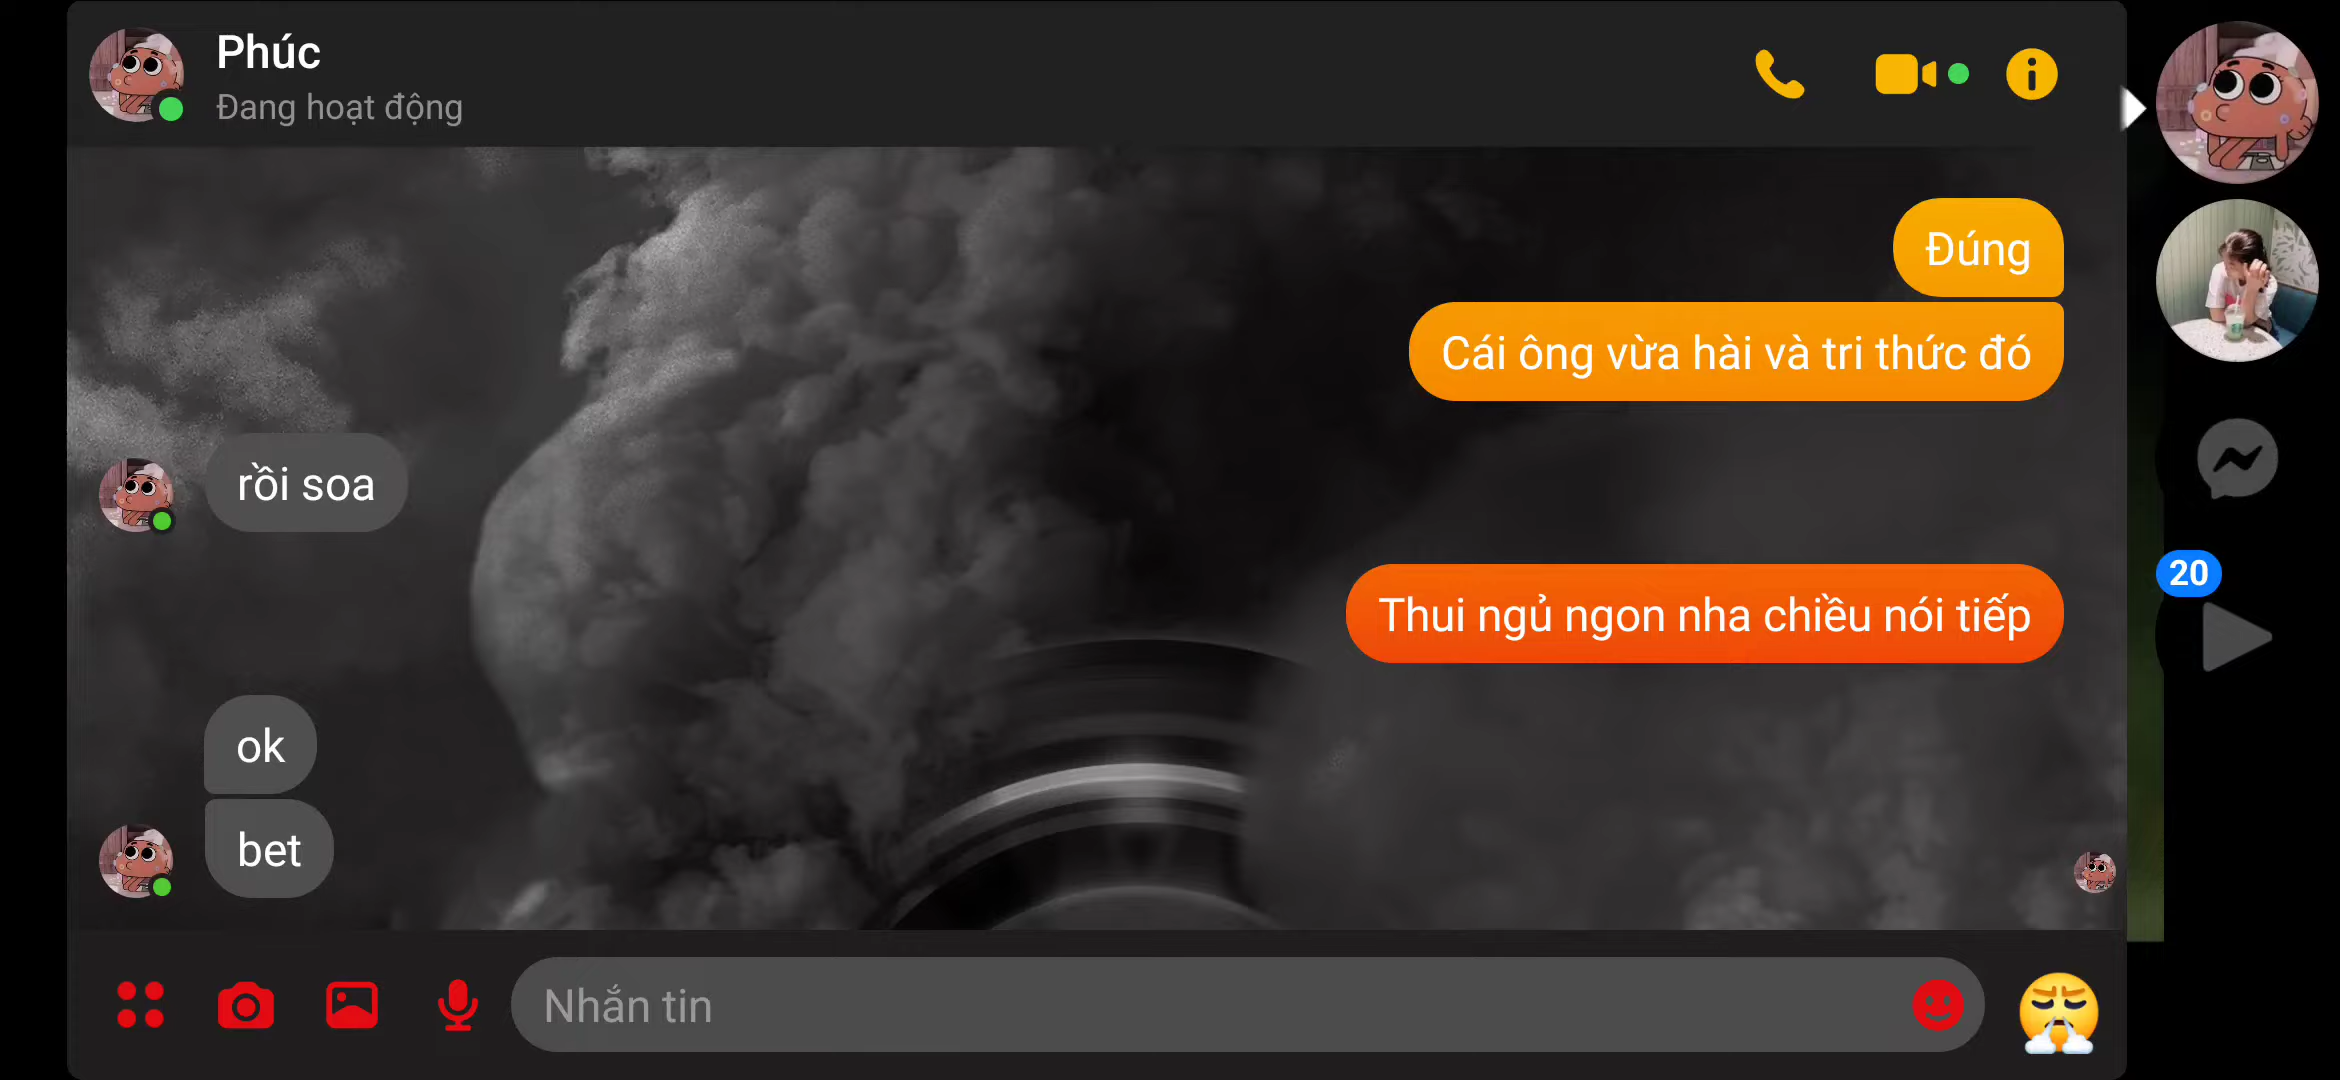 Phúc
Đang hoạt động
Đúng
Cái ông vừa hài và tri thức đó
rồi soa
Thui ngủ ngon nha chiều nói tiếp
ok
bet
Nhắn tin
20